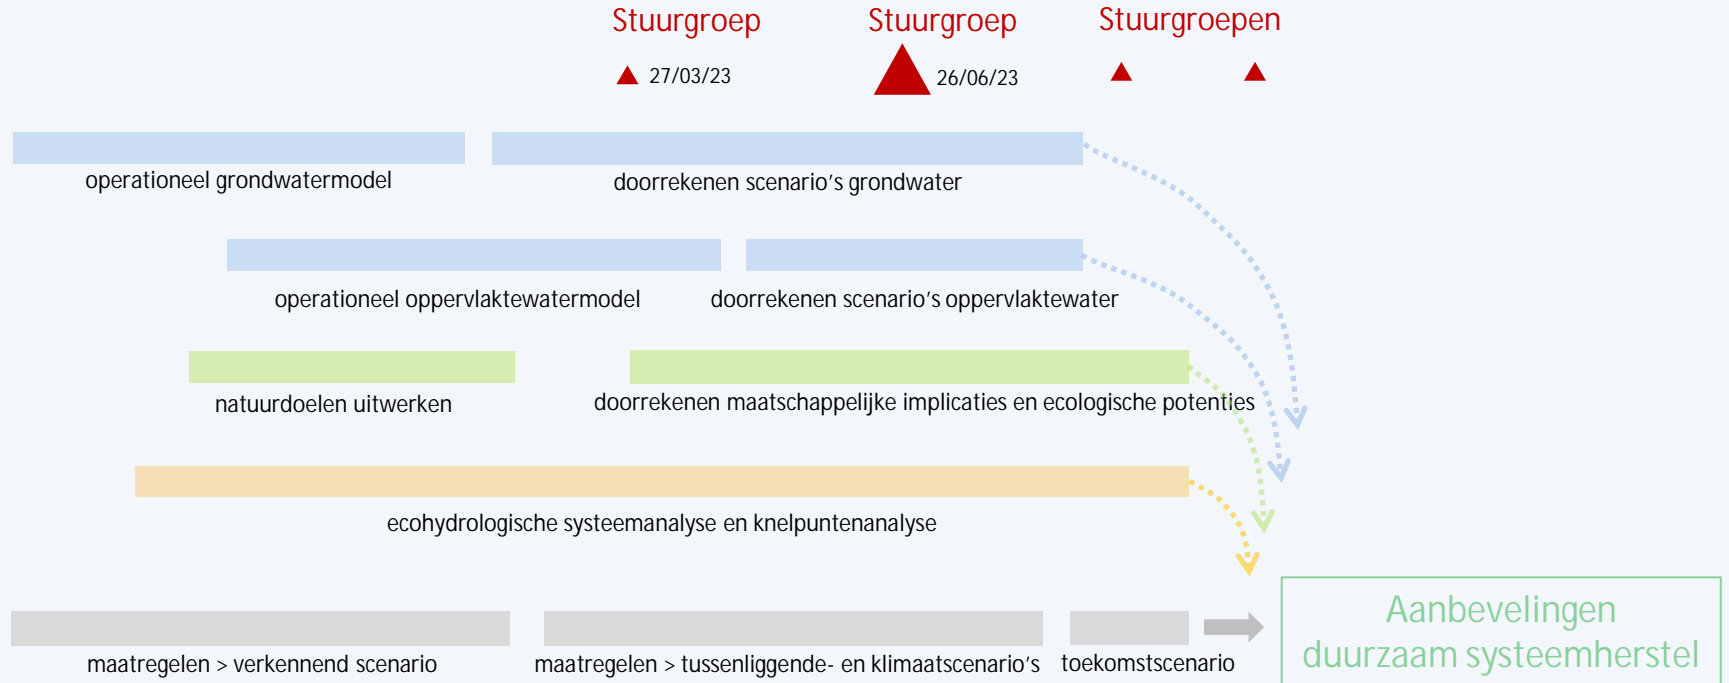 Stuurgroep
Stuurgroep
Stuurgroepen
27/03/23
26/06/23
operationeel grondwatermodel
doorrekenen scenario's grondwater
operationeel oppervlaktewatermodel
doorrekenen scenario's oppervlaktewater
natuurdoelen uitwerken
doorrekenen maatschappelijke implicaties en ecologische potenties
ecohydrologische systeemanalyse en knelpuntenanalyse
maatregelen > verkennend scenario
maatregelen > tussenliggende- en klimaatscenario's
toekomstscenario
Aanbevelingen
duurzaam systeemherstel